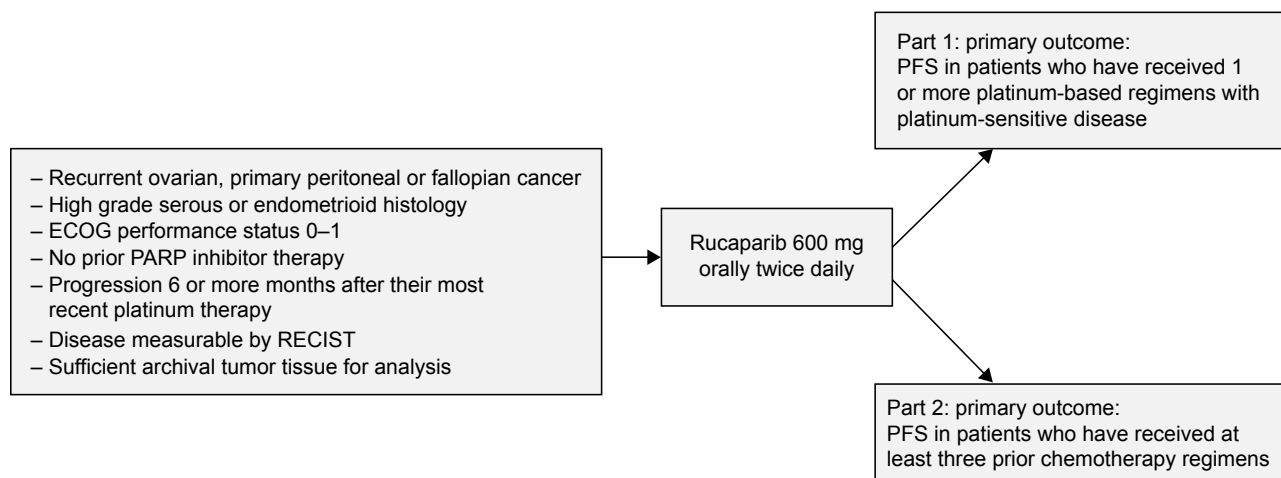 – Recurrent ovarian, primary peritoneal or fallopian cancer
– High grade serous or endometrioid histology
– ECOG performance status 0–1
– No prior PARP inhibitor therapy
– Progression 6 or more months after their most
recent platinum therapy
– Disease measurable by RECIST
– Sufficient archival tumor tissue for analysis
Rucaparib 600 mg
orally twice daily
Part 1: primary outcome:
PFS in patients who have received 1
or more platinum-based regimens with
platinum-sensitive disease
Part 2: primary outcome:
PFS in patients who have received at
least three prior chemotherapy regimens